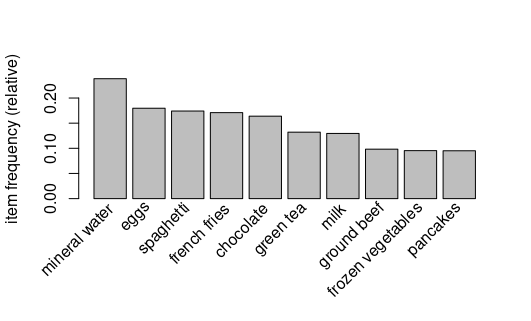 item frequency (relative)
0.20
0.10
0.00
mineral water
eggs
spaghetti
french fries
chocolate
green tea
milk
ground beef
frozen vegetables
pancakes